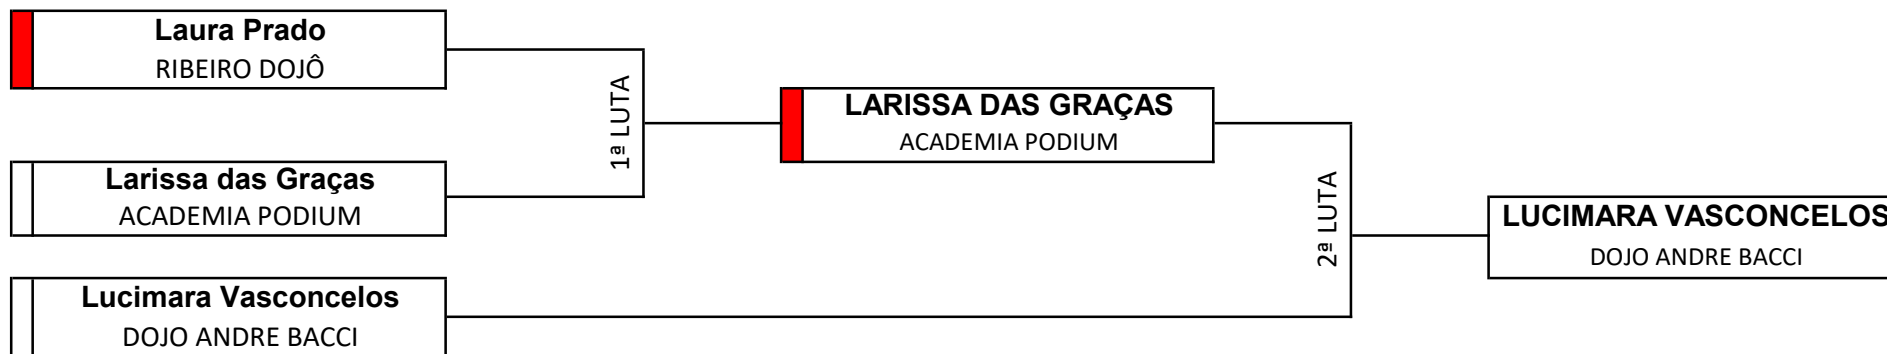 Laura Prado
RIBEIRO DOJÔ
1ª LUTA
Larissa das Graças
ACADEMIA PODIUM
LARISSA DAS GRAÇAS
ACADEMIA PODIUM
Lucimara Vasconcelos
DOJO ANDRE BACCI
2ª LUTA
LUCIMARA VASCONCELOS
DOJO ANDRE BACCI